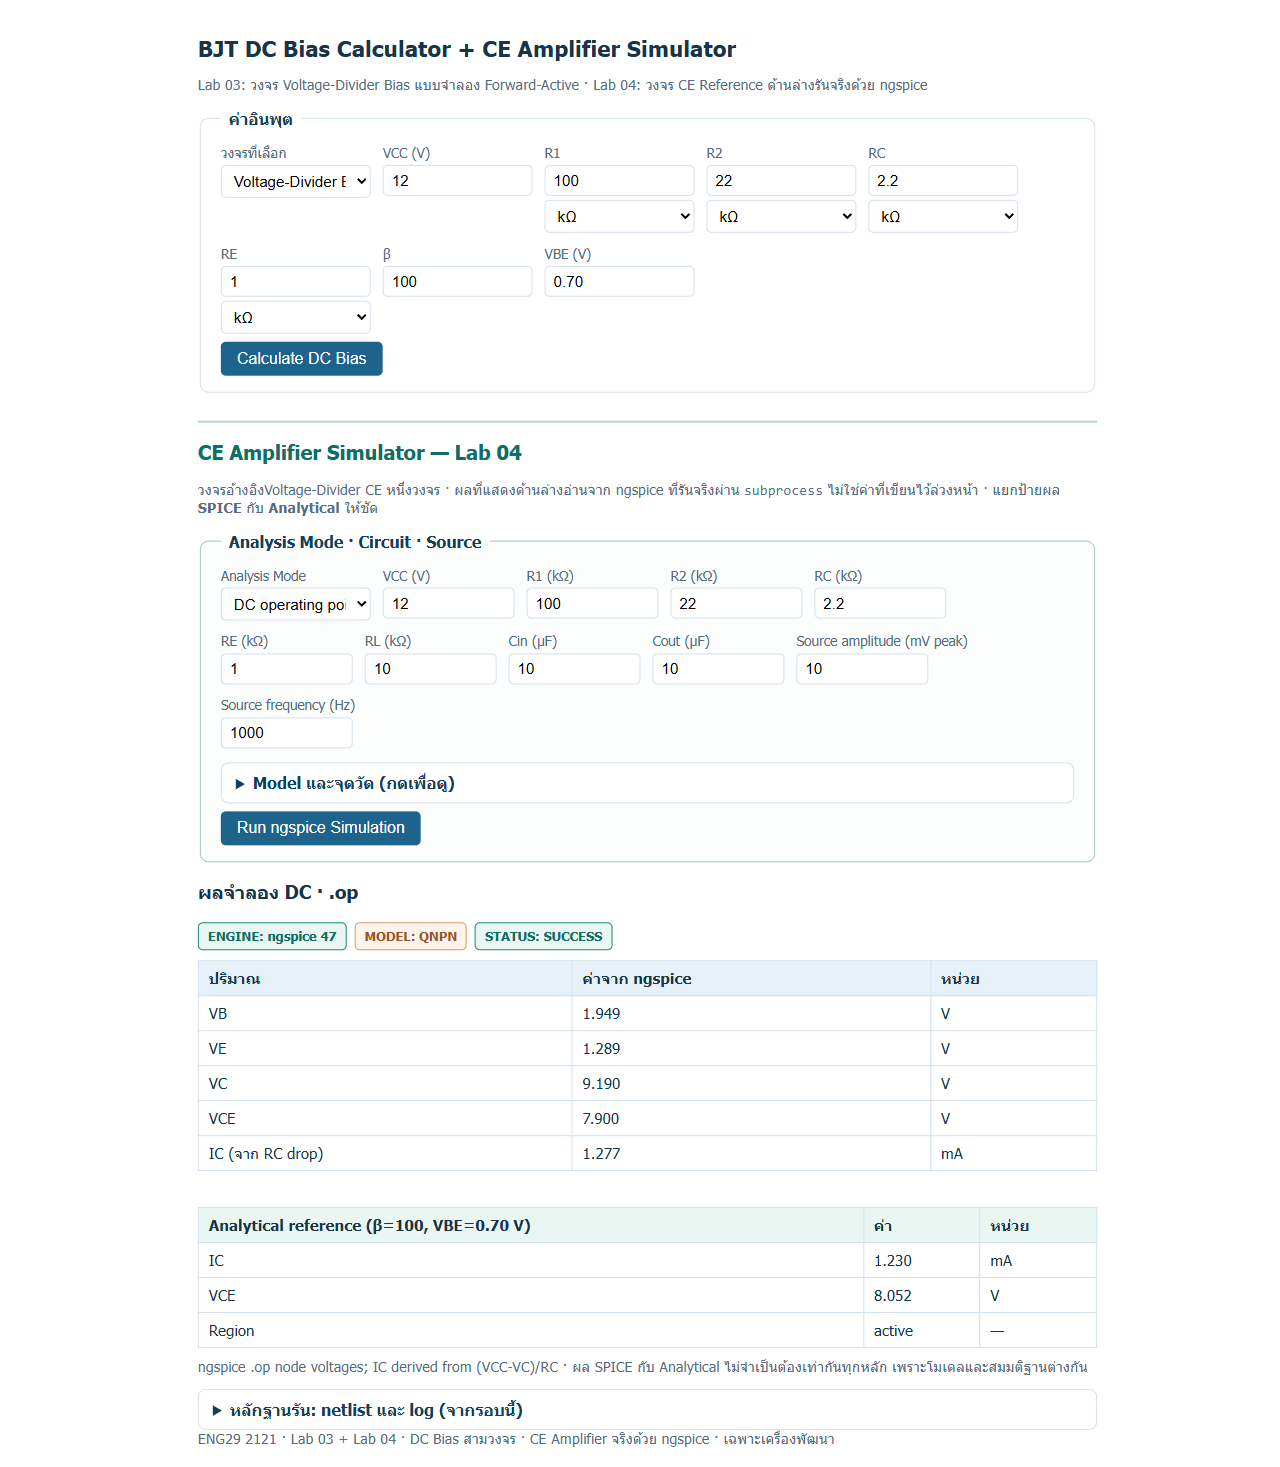 BJT DC Bias Calculator + CE Amplifier Simulator
Lab 03: วงจร Voltage-Divider Bias แบบจำลอง Forward-Active · Lab 04: วงจร CE Reference ด้านล่างรันจริงด้วย ngspice
ค่าอินพุต
วงจรที่เลือก VCC (V) R1 R2 RC
Voltage-Divider B 12 100 22 2.2
kΩ kΩ kΩ
RE β VBE (V)
1 100 0.70
kΩ
Calculate DC Bias
CE Amplifier Simulator — Lab 04
วงจรอ้างอิงVoltage-Divider CE หนึ่งวงจร · ผลที่แสดงด้านล่างอ่านจาก ngspice ที่รันจริงผ่าน subprocess ไม่ใช่ค่าที่เขียนไว้ล่วงหน้า · แยกป้ายผล
SPICE กับ Analytical ให้ชัด
Analysis Mode · Circuit · Source
Analysis Mode VCC (V) R1 (kΩ) R2 (kΩ) RC (kΩ)
DC operating poi 12 100 22 2.2
RE (kΩ) RL (kΩ) Cin (µF) Cout (µF) Source amplitude (mV peak)
1 10 10 10 10
Source frequency (Hz)
1000
▶ Model และจุดวัด (กดเพื่อดู)
Run ngspice Simulation
ผลจำลอง DC · .op
ENGINE: ngspice 47 MODEL: QNPN STATUS: SUCCESS
ปริมาณ ค่าจาก ngspice หน่วย
VB 1.949 V
VE 1.289 V
VC 9.190 V
VCE 7.900 V
IC (จาก RC drop) 1.277 mA
Analytical reference (β=100, VBE=0.70 V) ค่า หน่วย
IC 1.230 mA
VCE 8.052 V
Region active —
ngspice .op node voltages; IC derived from (VCC-VC)/RC · ผล SPICE กับ Analytical ไม่จำเป็นต้องเท่ากันทุกหลัก เพราะโมเดลและสมมติฐานต่างกัน
▶ หลักฐานรัน: netlist และ log (จากรอบนี้)
ENG29 2121 · Lab 03 + Lab 04 · DC Bias สามวงจร · CE Amplifier จริงด้วย ngspice · เฉพาะเครื่องพัฒนา